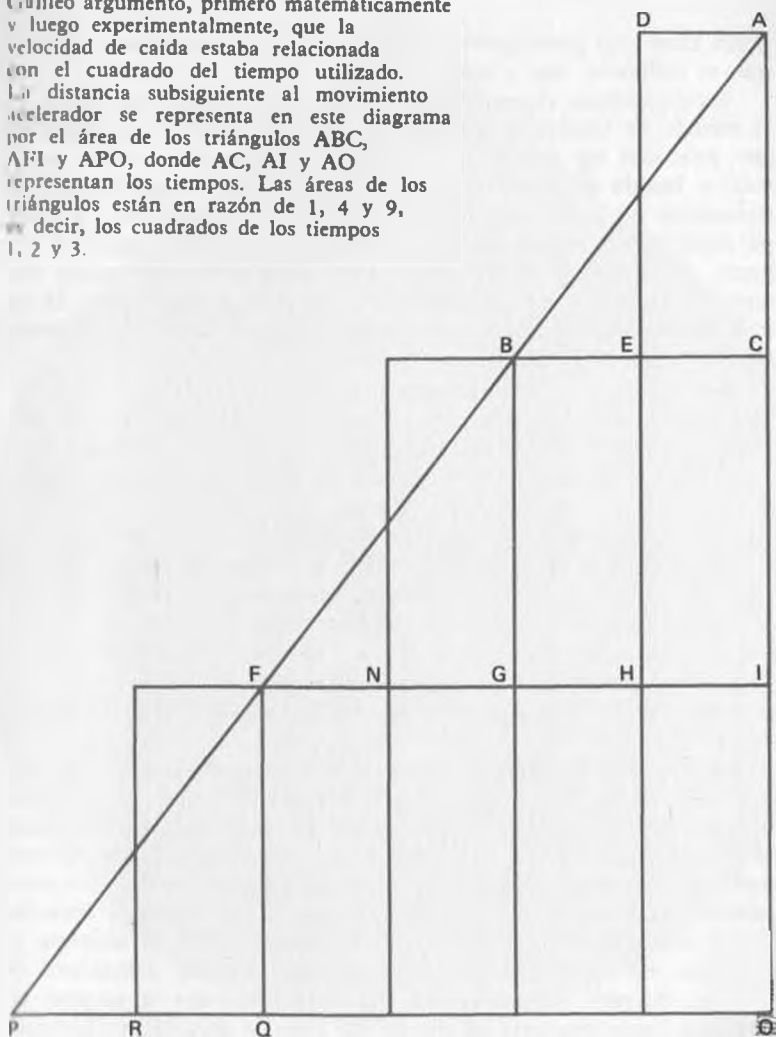 Galileo argumentó, primero matemáticamente
y luego experimentalmente, que la
velocidad de caída estaba relacionada
con el cuadrado del tiempo utilizado.
La distancia subsiguiente al movimiento
acelerador se representa en este diagrama
por el área de los triángulos ABC,
AFI y APO, donde AC, AI y AO
representan los tiempos. Las áreas de los
triángulos están en razón de 1, 4 y 9,
es decir, los cuadrados de los tiempos
1, 2 y 3.
D A
B E C
F N G H I
P R Q O